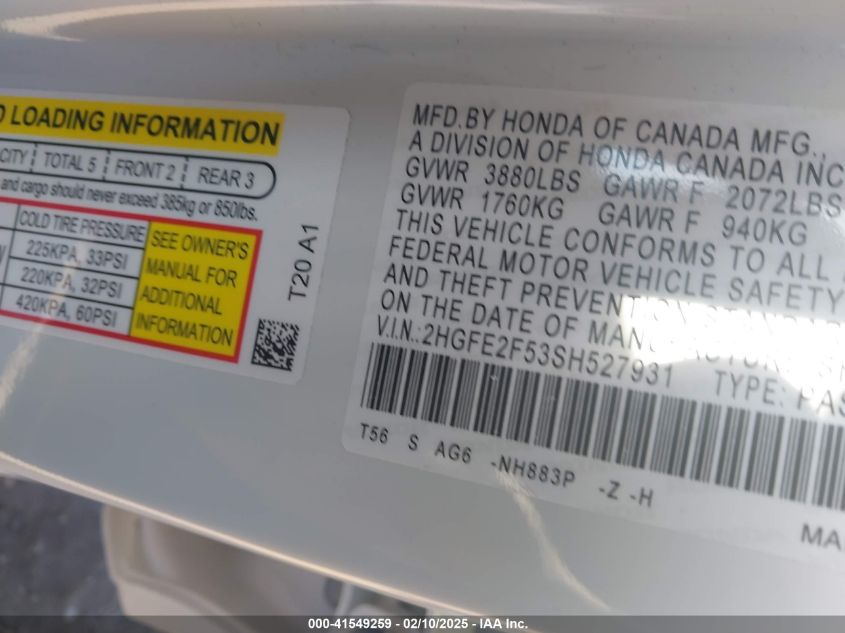 D LOADING INFORMATION
CITY TOTAL 5 FRONT 2 REAR 3
and cargo should never exceed 385kg or 850lbs.
COLD TIRE PRESSURE
225KPA, 33PSI
220KPA, 32PSI
420KPA, 60PSI
SEE OWNER'S
MANUAL FOR
ADDITIONAL
INFORMATION
T20 A1
MFD.BY HONDA OF CANADA MFG.,
A DIVISION OF HONDA CANADA INC
GVWR 3880LBS GAWR F 2072LBS
GVWR 1760KG GAWR F 940KG
THIS VEHICLE CONFORMS TO ALL
FEDERAL MOTOR VEHICLE SAFETY
AND THEFT PREVENTION STANDARD
ON THE DATE OF MANUFACTURE
V.I.N.:2HGFE2F53SH527931 TYPE: PAS
T56 S AG6 -NH883P -Z -H
MA
000-41549259 - 02/10/2025 - IAA Inc.